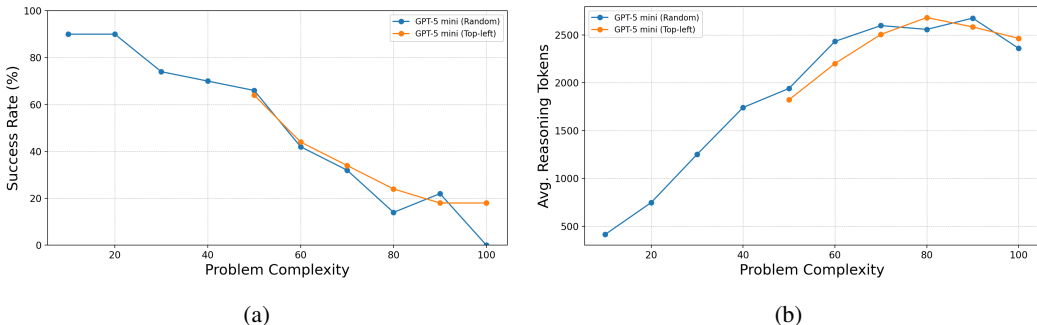 100
80
60
40
20
0
Success Rate (%)
GPT-5 mini (Random)
GPT-5 mini (Top-left)
20
40
60
80
100
Problem Complexity
(a)
2500
2000
1500
1000
500
Avg. Reasoning Tokens
GPT-5 mini (Random)
GPT-5 mini (Top-left)
20
40
60
80
100
Problem Complexity
(b)